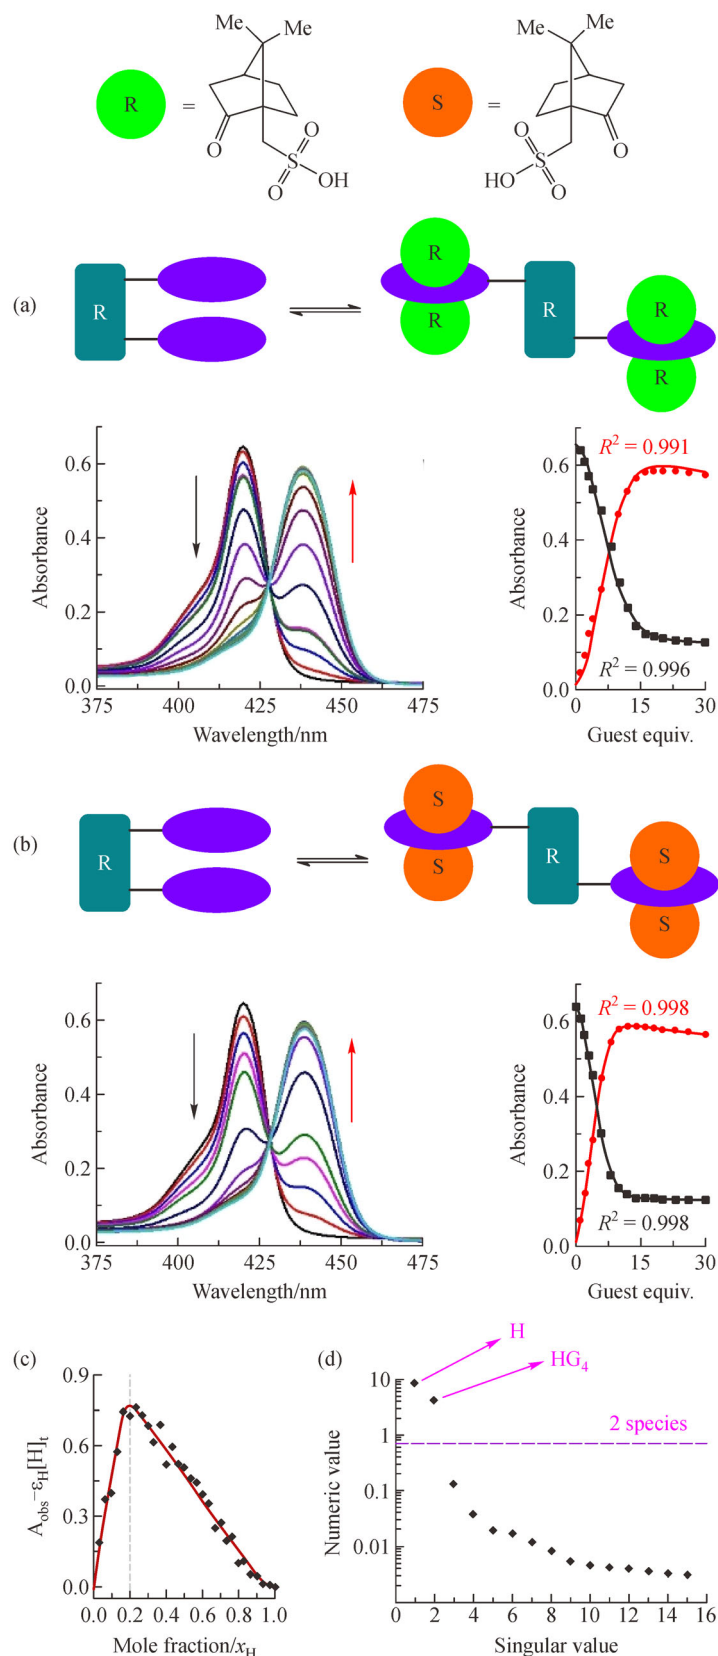 Me Me Me Me
R = S =
O O
O S OH HO S O
O O
(a) R R R R R R
R² = 0.991
0.6 0.6
0.4 0.4
0.2 0.2
R² = 0.996
0.0 0.0
375 400 425 450 475 0 15 30
Absorbance Absorbance
Wavelength/nm Guest equiv.
(b) R S S R S S
R² = 0.998
0.6 0.6
0.4 0.4
0.2 0.2
R² = 0.998
0.0 0.0
375 400 425 450 475 0 15 30
Absorbance Absorbance
Wavelength/nm Guest equiv.
(c) (d) H
HG₄
2 species
0.9 0.6 0.3 0.0
A_obs−ε_H[H]_t
0.0 0.2 0.4 0.6 0.8 1.0
Mole fraction/x_H
10 1 0.1 0.01
Numeric value
0 2 4 6 8 10 12 14 16
Singular value